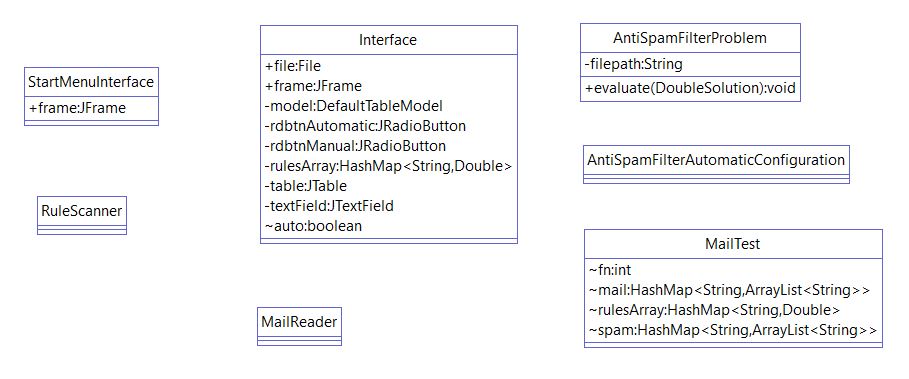 StartMenuInterface
+frame:JFrame
RuleScanner
Interface
+file:File
+frame:JFrame
-model:DefaultTableModel
-rdbtnAutomatic:JRadioButton
-rdbtnManual:JRadioButton
-rulesArray:HashMap<String,Double>
-table:JTable
-textField:JTextField
~auto:boolean
MailReader
AntiSpamFilterProblem
-filepath:String
+evaluate(DoubleSolution):void
AntiSpamFilterAutomaticConfiguration
MailTest
~fn:int
~mail:HashMap<String,ArrayList<String>>
~rulesArray:HashMap<String,Double>
~spam:HashMap<String,ArrayList<String>>